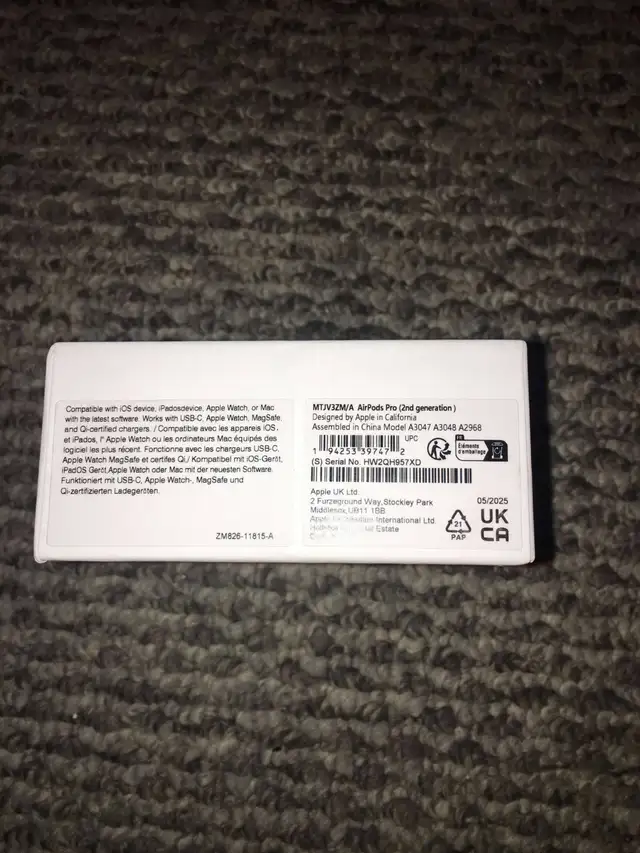 Compatible with iOS device, iPadosdevice, Apple Watch, or Mac
with the latest software. Works with USB-C, Apple Watch, MagSafe,
and Qi-cuertified chargers. / Compatible avec les appareils iOS.
et iPados, l' Apple Watch ou les ordinateurs Mac équipés des
logiciel les plus récent. Fonctionne avec les chargeurs USB-C,
Apple Watch MagSafe et certifes Qi./ Kompatibel mit iOS-Gerät,
iPadOS Gerät,Apple Watch oder Mac mit der neuesten Software.
Funktioniert mit USB-C, Apple Watch-, MagSafe und
Qi-zertifizierten Ladegeräten.
ZM826-11815-A
MTJV3ZM/A AirPods Pro (2nd generation )
Designed by Apple in California
Assembled in China Model A3047 A3048 A2968
UPC
1 94253 39747 2
(S) Serial No. HW2QH957XD
FR
Éléments
d'emballage
Apple UK Ltd.
2 Furzeground Way,Stockley Park
Middlesex,UB11 1BB.
Apple International Ltd.
Estate
05/2025
21
PAP
UK
CA